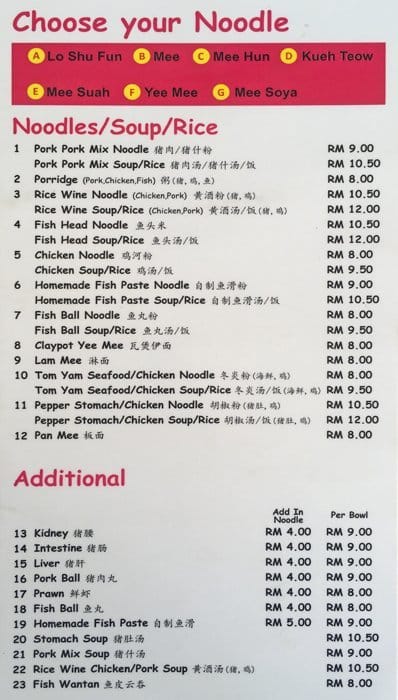 Choose your Noodle
A Lo Shu Fun B Mee C Mee Hun D Kueh Teow
E Mee Suah F Yee Mee G Mee Soya
Noodles/Soup/Rice
1 Pork Pork Mix Noodle 猪肉/猪什粉 RM 9.00
Pork Pork Mix Soup/Rice 猪肉汤/猪什汤/饭 RM 10.50
2 Porridge (Pork,Chicken,Fish) 粥(猪,鸡,鱼) RM 8.00
3 Rice Wine Noodle (Chicken,Pork) 黄酒粉(猪,鸡) RM 10.50
Rice Wine Soup/Rice (Chicken,Pork) 黄酒汤/饭(猪,鸡) RM 12.00
4 Fish Head Noodle 鱼头米 RM 10.50
Fish Head Soup/Rice 鱼头汤/饭 RM 12.00
5 Chicken Noodle 鸡河粉 RM 8.00
Chicken Soup/Rice 鸡汤/饭 RM 9.50
6 Homemade Fish Paste Noodle 自制鱼滑粉 RM 9.00
Homemade Fish Paste Soup/Rice 自制鱼滑汤/饭 RM 10.50
7 Fish Ball Noodle 鱼丸粉 RM 8.00
Fish Ball Soup/Rice 鱼丸汤/饭 RM 9.50
8 Claypot Yee Mee 瓦煲伊面 RM 8.00
9 Lam Mee 淋面 RM 8.00
10 Tom Yam Seafood/Chicken Noodle 冬炎粉(海鲜,鸡) RM 8.00
Tom Yam Seafood/Chicken Soup/Rice 冬炎汤/饭(海鲜,鸡) RM 9.50
11 Pepper Stomach/Chicken Noodle 胡椒粉(猪肚,鸡) RM 10.50
Pepper Stomach/Chicken Soup/Rice 胡椒汤/饭(猪肚,鸡) RM 12.00
12 Pan Mee 板面 RM 8.00
Additional
Add In Noodle Per Bowl
13 Kidney 猪腰 RM 4.00 RM 9.00
14 Intestine 猪肠 RM 4.00 RM 9.00
15 Liver 猪肝 RM 4.00 RM 9.00
16 Pork Ball 猪肉丸 RM 4.00 RM 9.00
17 Prawn 鲜虾 RM 4.00 RM 8.00
18 Fish Ball 鱼丸 RM 4.00 RM 8.00
19 Homemade Fish Paste 自制鱼滑 RM 5.00 RM 9.00
20 Stomach Soup 猪肚汤 RM 10.50
21 Pork Mix Soup 猪什汤 RM 9.00
22 Rice Wine Chicken/Pork Soup 黄酒汤(猪,鸡) RM 10.50
23 Fish Wantan 鱼皮云吞 RM 8.00